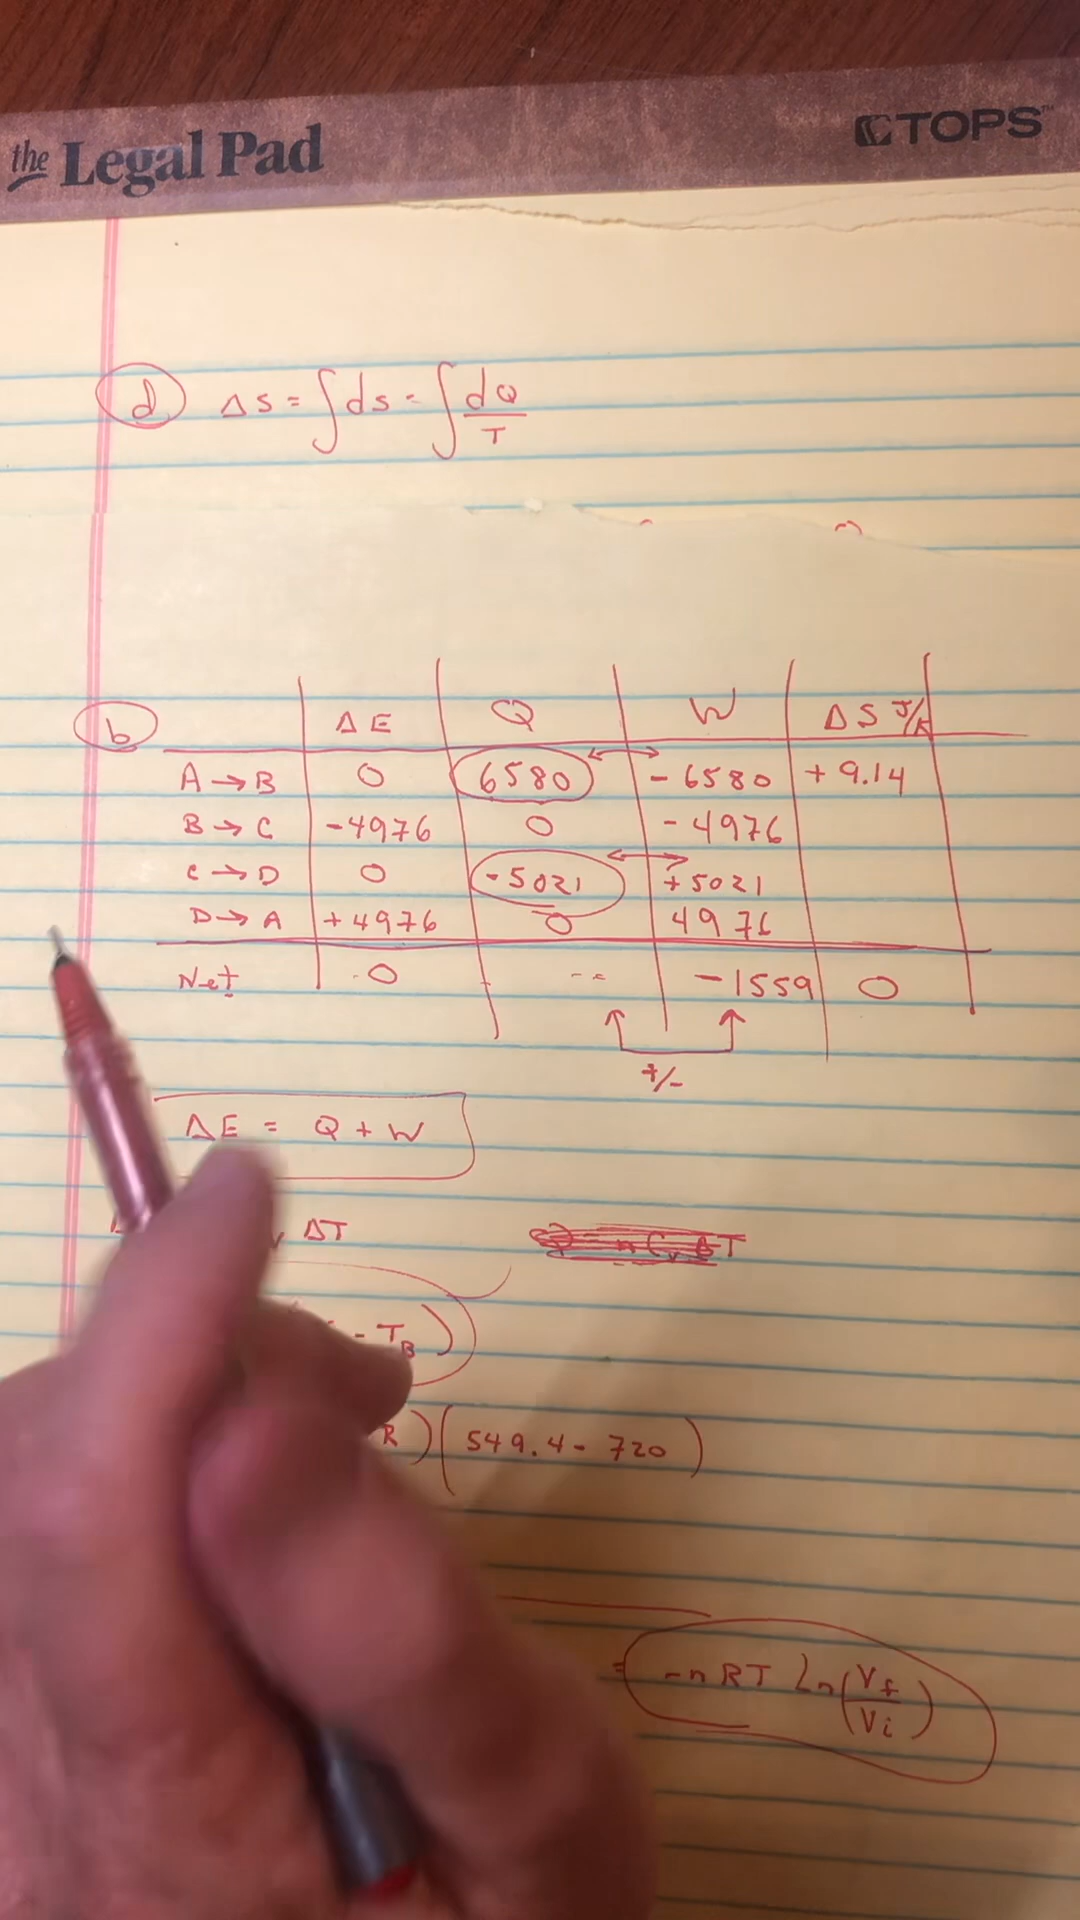 the Legal Pad
TOPS™
d ΔS = ∫ds = ∫dQ/T
b ΔE Q W ΔS J/K
A→B 0 6580 -6580 +9.14
B→C -4976 0 -4976
C→D 0 -5021 +5021
D→A +4976 0 4976
Net 0 -- -1559 0
+/-
ΔE = Q + W
ΔT
- T_B)
R)(549.4 - 720)
= -nRT Ln(Vf/Vi)